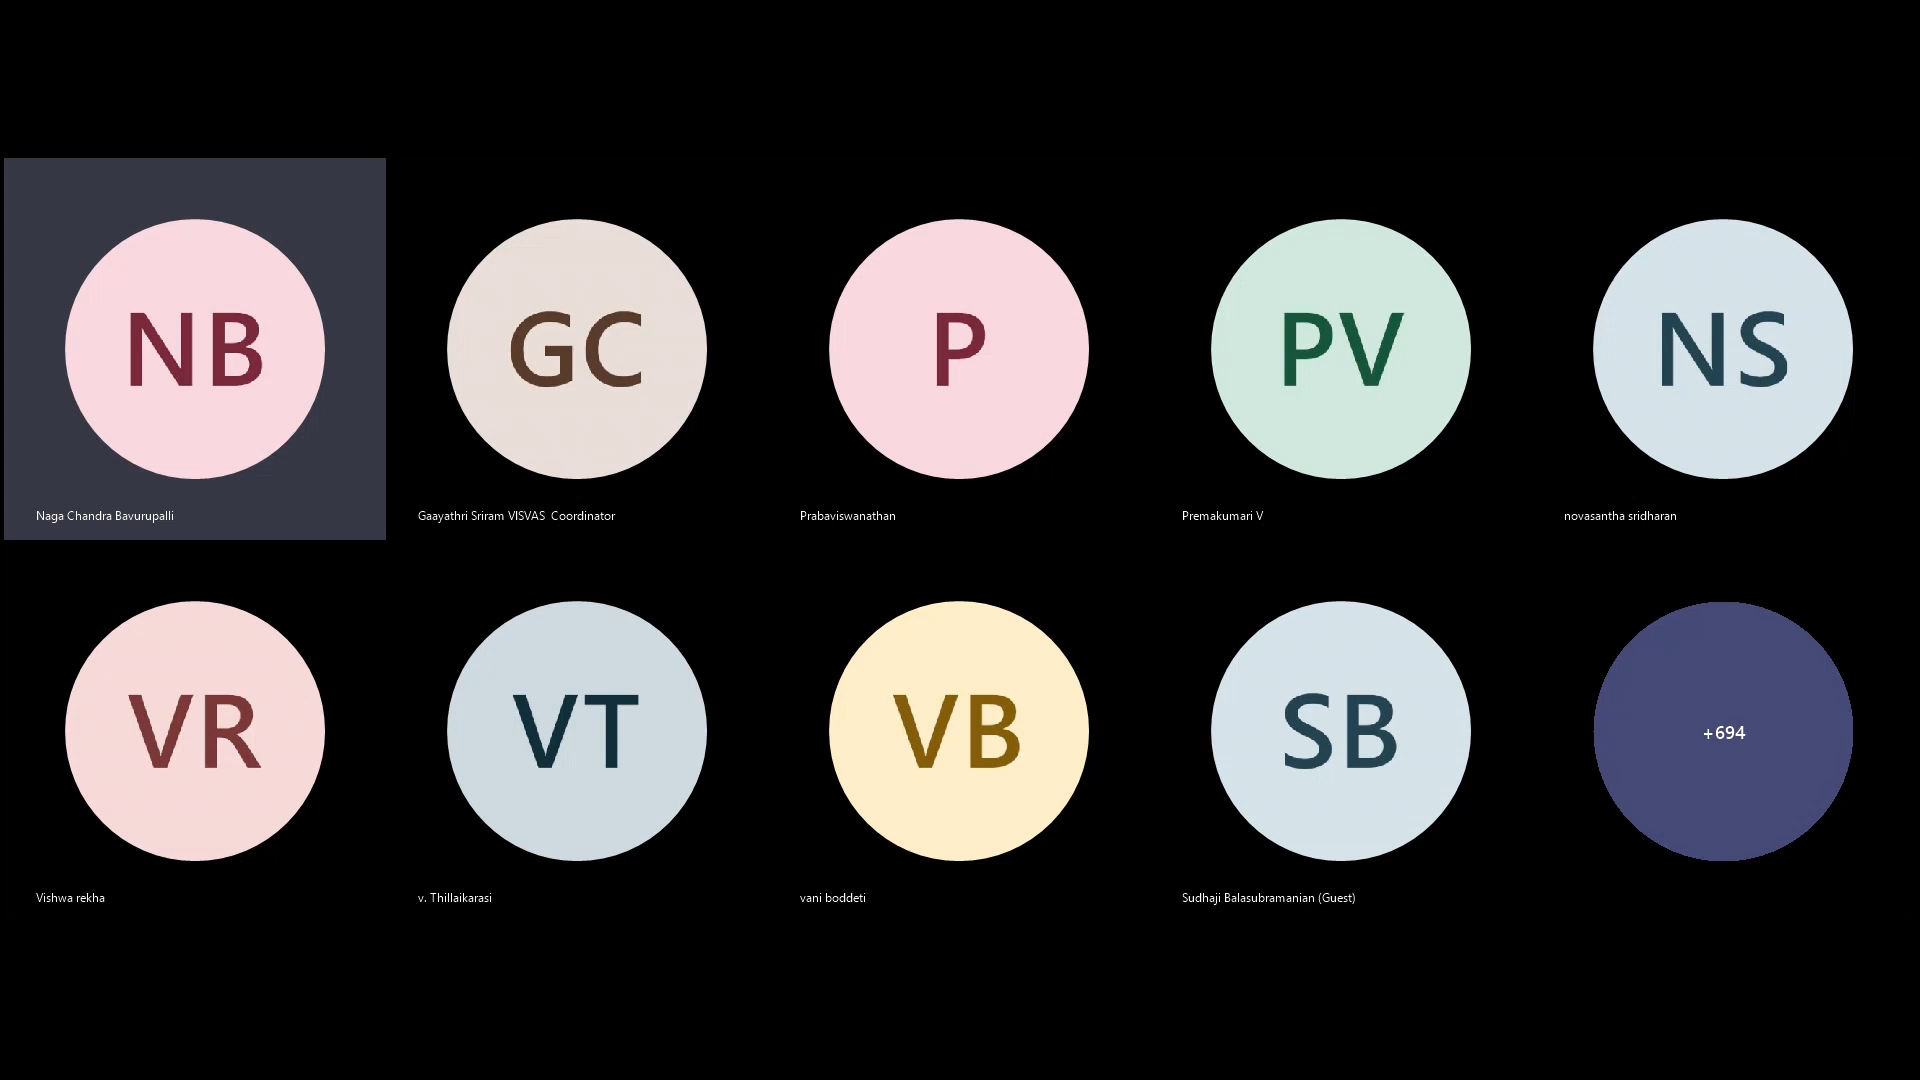 NB
GC
P
PV
NS
Naga Chandra Bavurupalli
Gaayathri Sriram VISVAS  Coordinator
Prabaviswanathan
Premakumari V
novasantha sridharan
VR
VT
VB
SB
+694
Vishwa rekha
v. Thillaikarasi
vani boddeti
Sudhaji Balasubramanian (Guest)